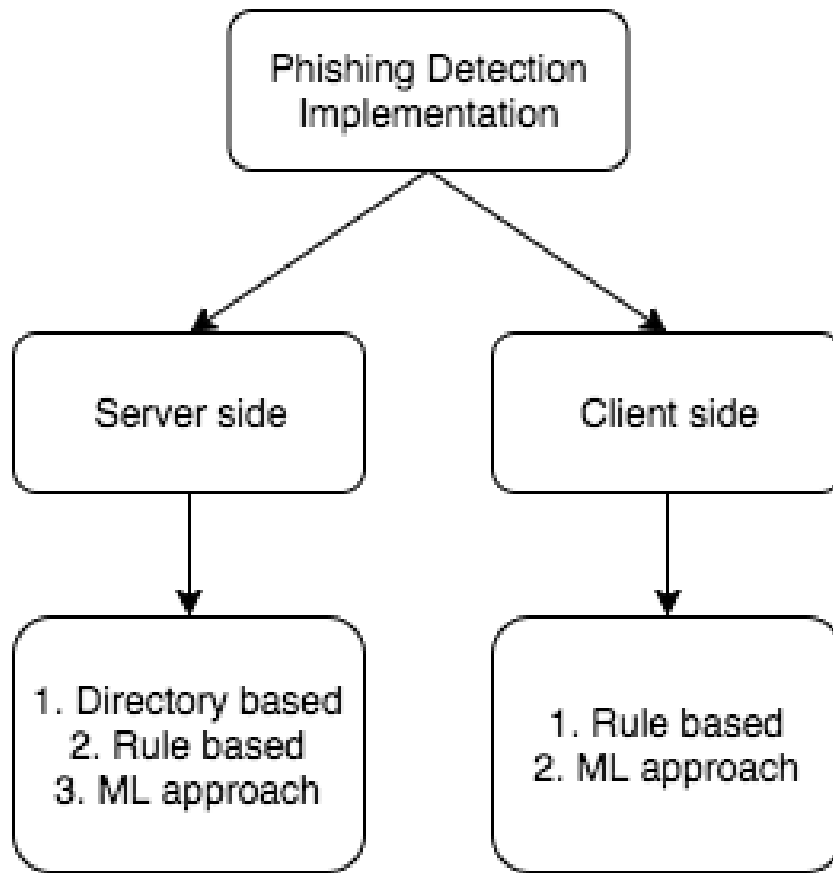 Phishing Detection
Implementation
Server side
Client side
1. Directory based
2. Rule based
3. ML approach
1. Rule based
2. ML approach